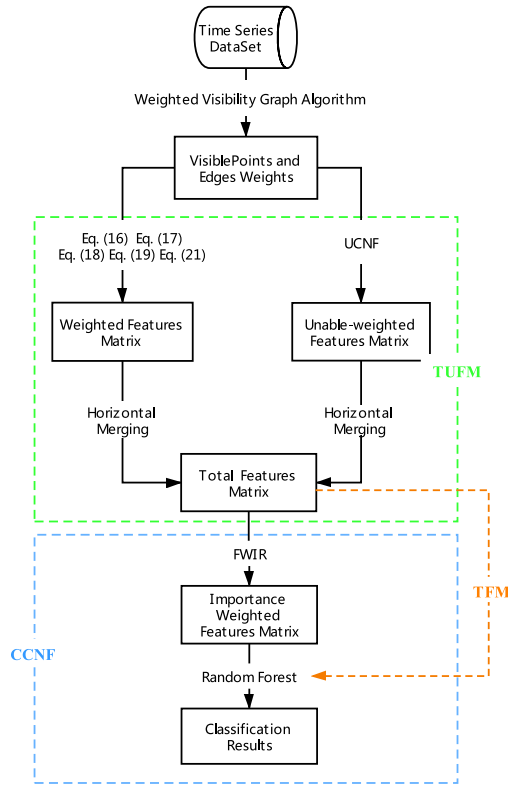 Time Series
DataSet
Weighted Visibility Graph Algorithm
VisiblePoints and
Edges Weights
Eq. (16) Eq. (17)
Eq. (18) Eq. (19) Eq. (21)
UCNF
Weighted Features
Matrix
Unable-weighted
Features Matrix
TUFM
Horizontal
Merging
Horizontal
Merging
Total Features
Matrix
FWIR
Importance
Weighted
Features Matrix
TFM
CCNF
Random Forest
Classification
Results